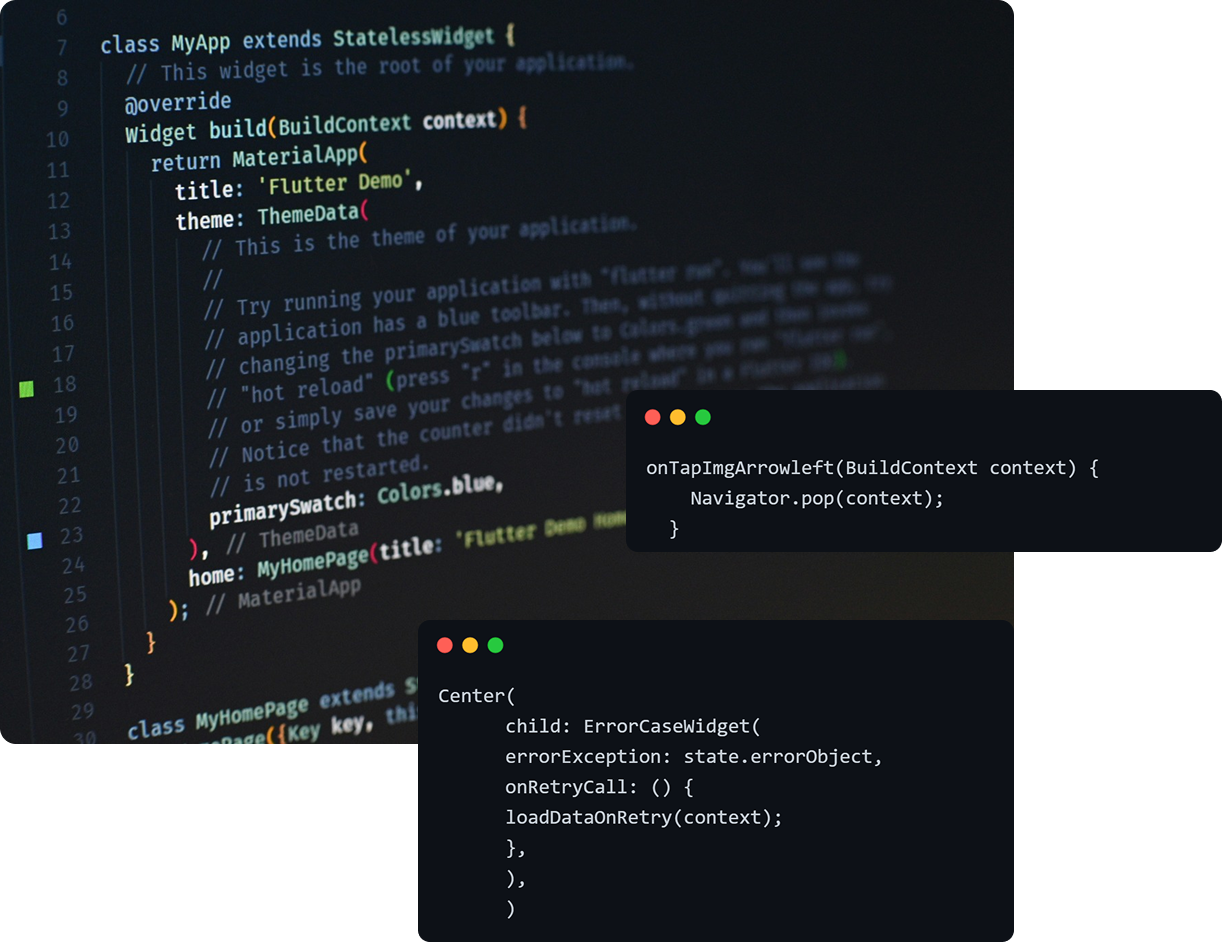 6
7 class MyApp extends StatelessWidget {
8 // This widget is the root of your application.
9 @override
10 Widget build(BuildContext context) {
11 return MaterialApp(
12 title: 'Flutter Demo',
13 theme: ThemeData(
14 // This is the theme of your application.
15 //
16 // Try running your application with "flutter run". You'll see the
17 // application has a blue toolbar. Then, without quitting the app, try
18 // changing the primarySwatch below to Colors.green and then invoke
19 // "hot reload" (press "r" in the console where you ran "flutter run",
20 // or simply save your changes to "hot reload" in a Flutter IDE).
21 // Notice that the counter didn't reset application
22 // is not restarted.
23 primarySwatch: Colors.blue,
24 ), // ThemeData
25 home: MyHomePage(title: 'Flutter Demo Home
26 ); // MaterialApp
27 }
28 }
29
30 class MyHomePage extends S
Page({Key key, this
onTapImgArrowleft(BuildContext context) {
Navigator.pop(context);
}
Center(
child: ErrorCaseWidget(
errorException: state.errorObject,
onRetryCall: () {
loadDataOnRetry(context);
},
),
)